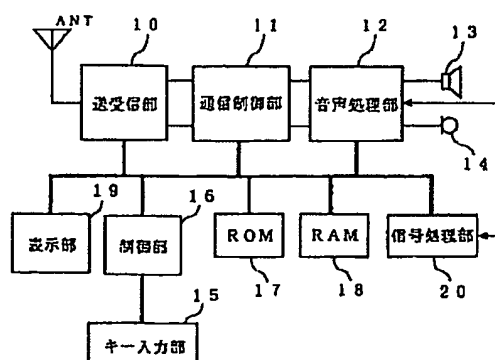 ANT
10
11
12
13
送受信部
通信制御部
音声処理部
14
19
16
表示部
制御部
ROM
RAM
信号処理部
15
17
18
20
キー入力部